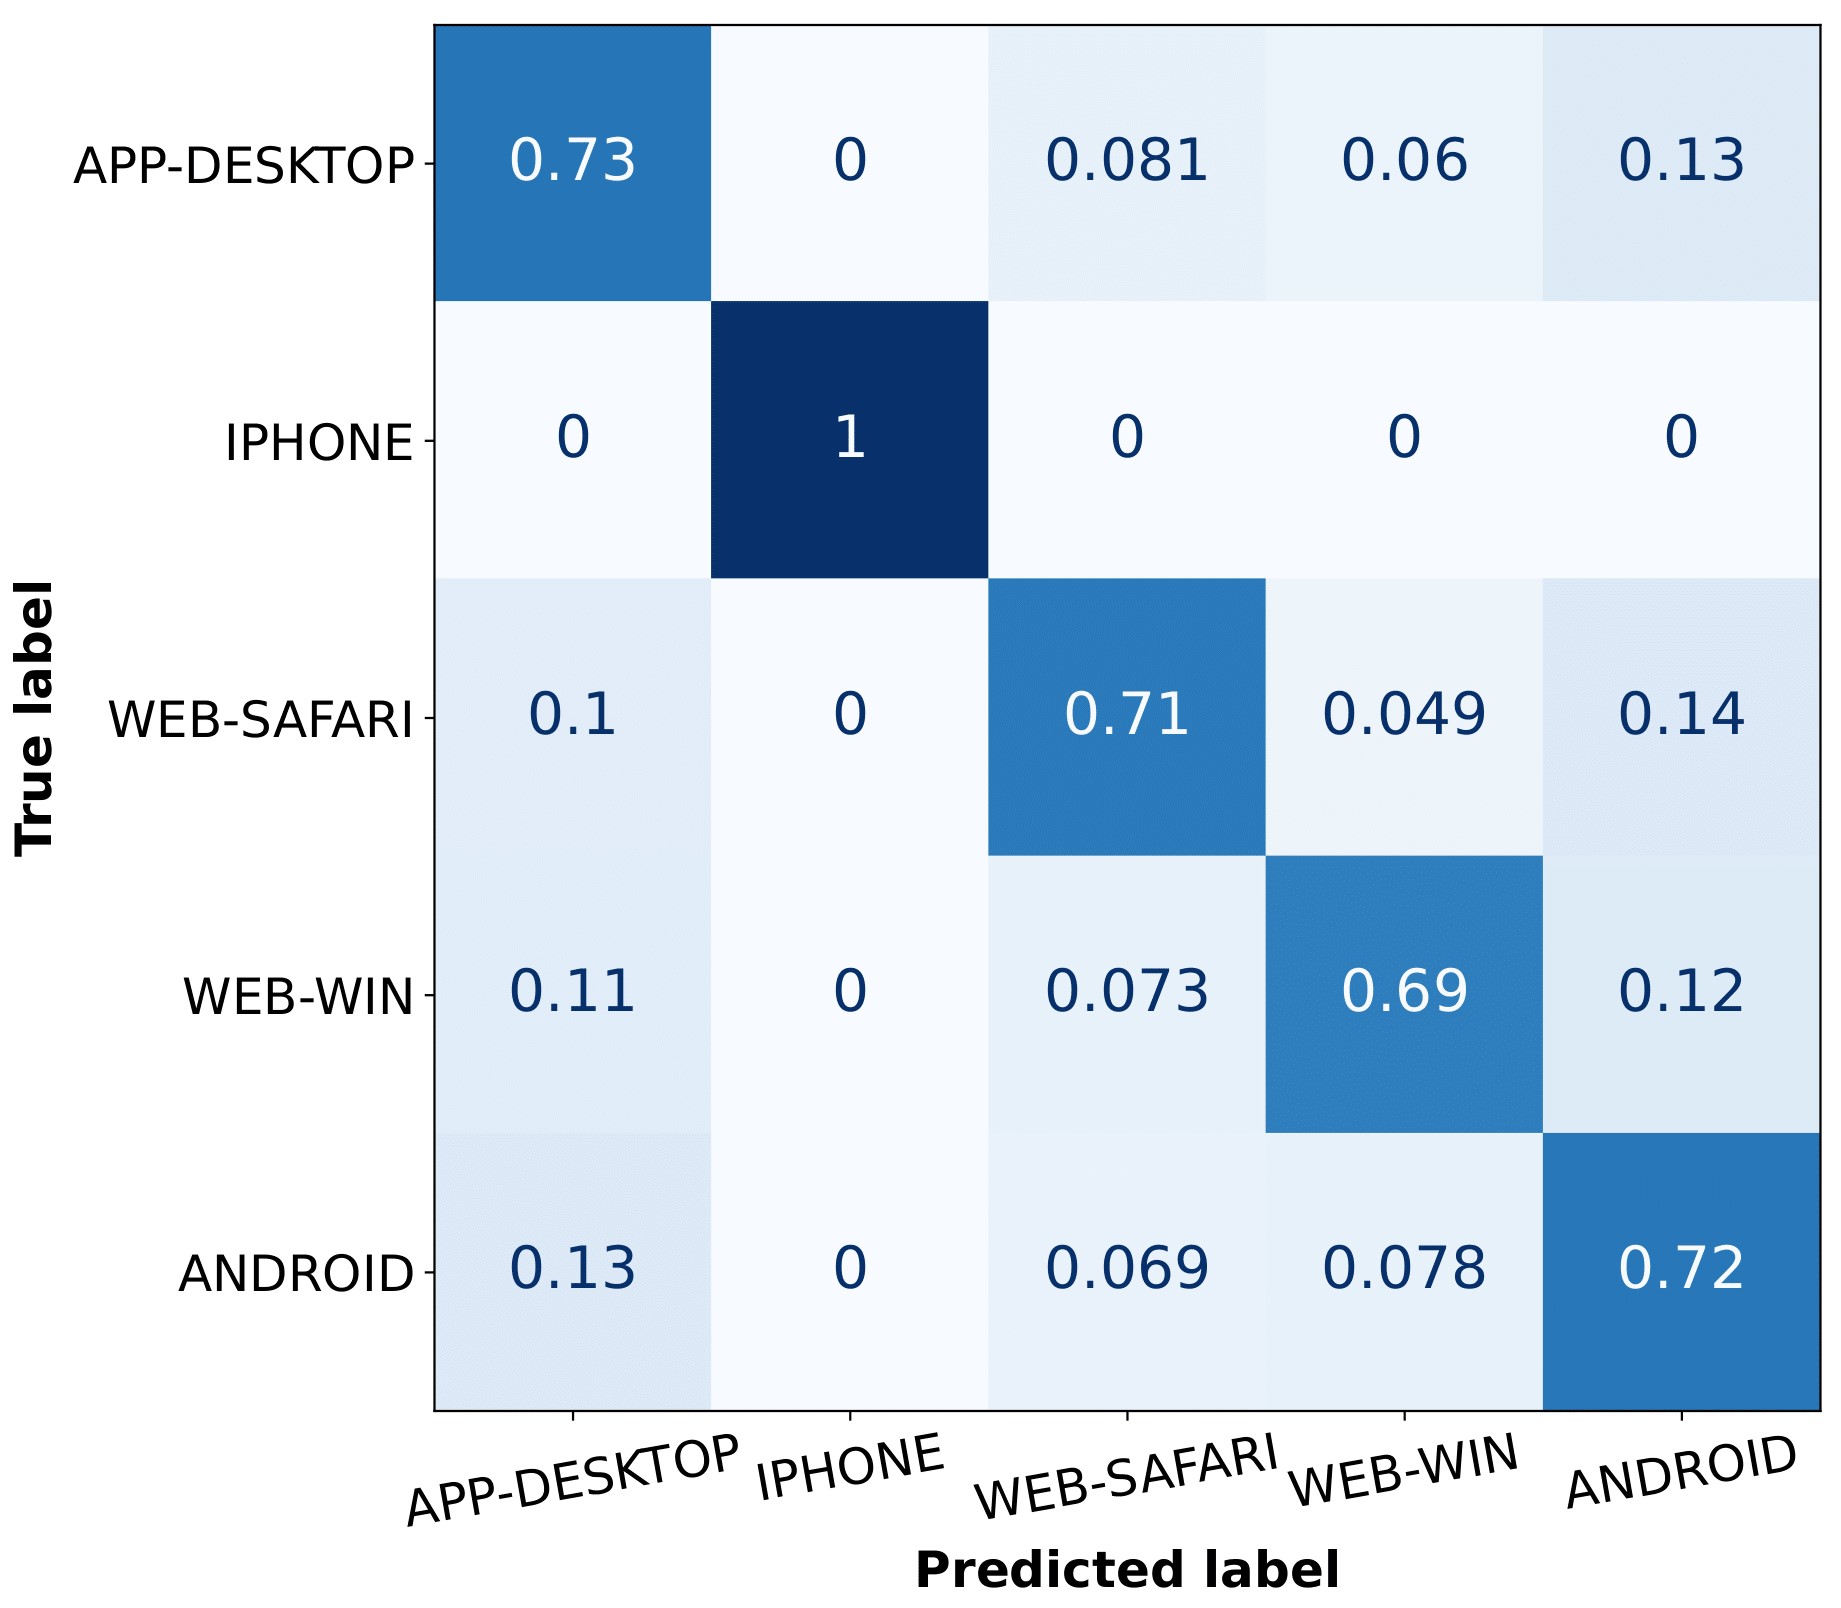 APP-DESKTOP 0.73 0 0.081 0.06 0.13
IPHONE 0 1 0 0 0
WEB-SAFARI 0.1 0 0.71 0.049 0.14
WEB-WIN 0.11 0 0.073 0.69 0.12
ANDROID 0.13 0 0.069 0.078 0.72
True label
APP-DESKTOP IPHONE WEB-SAFARI WEB-WIN ANDROID
Predicted label